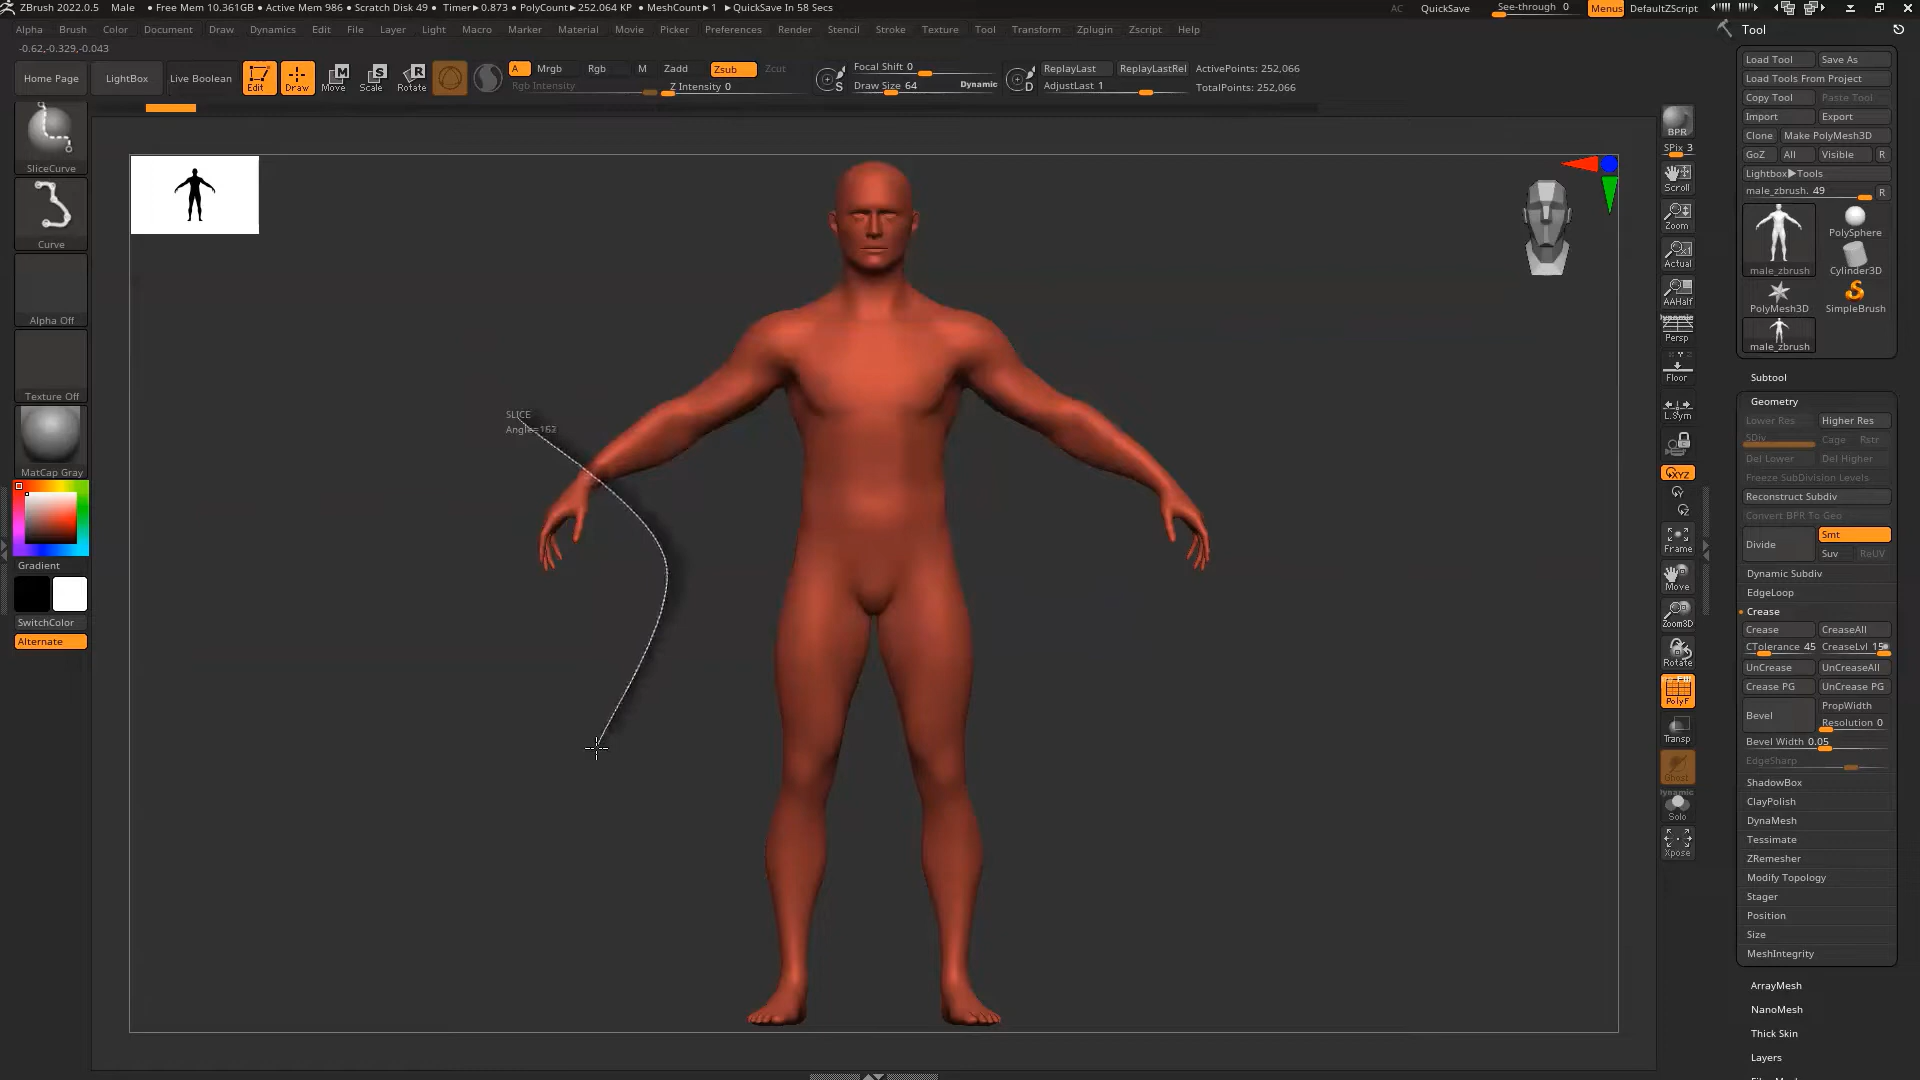 ZBrush 2022.0.5 Male • Free Mem 10.361GB • Active Mem 986 • Scratch Disk 49 • Timer▶0.873 • PolyCount▶252.064 KP • MeshCount▶1 ▶QuickSave In 58 Secs AC QuickSave See-through 0 Menus DefaultZScript
Alpha Brush Color Document Draw Dynamics Edit File Layer Light Macro Marker Material Movie Picker Preferences Render Stencil Stroke Texture Tool Transform Zplugin Zscript Help
-0.62,-0.329,-0.043
Home Page LightBox Live Boolean Edit Draw Move Scale Rotate
A Mrgb Rgb M Zadd Zsub Zcut
Rgb Intensity Z Intensity 0
S Focal Shift 0
Draw Size 64 Dynamic
D ReplayLast ReplayLastRel ActivePoints: 252,066
AdjustLast 1 TotalPoints: 252,066
SliceCurve
Curve
Alpha Off
Texture Off
MatCap Gray
Gradient
SwitchColor
Alternate
SLICE
Angle=152
BPR
SPix 3
Scroll
Zoom
Actual
AAHalf
Dynamic
Persp
Floor
L.Sym
XYZ
Frame
Move
Zoom3D
Rotate
PolyF
Transp
Ghost
Dynamic
Solo
Xpose
Tool
Load Tool Save As
Load Tools From Project
Copy Tool Paste Tool
Import Export
Clone Make PolyMesh3D
GoZ All Visible R
Lightbox▶Tools
male_zbrush. 49 R
male_zbrush PolySphere
Cylinder3D
PolyMesh3D SimpleBrush
male_zbrush
Subtool
Geometry
Lower Res Higher Res
SDiv Cage Rstr
Del Lower Del Higher
Freeze SubDivision Levels
Reconstruct Subdiv
Convert BPR To Geo
Divide Smt
Suv ReUV
Dynamic Subdiv
EdgeLoop
Crease
Crease CreaseAll
CTolerance 45 CreaseLvl 15
UnCrease UnCreaseAll
Crease PG UnCrease PG
Bevel PropWidth
Resolution 0
Bevel Width 0.05
EdgeSharp
ShadowBox
ClayPolish
DynaMesh
Tessimate
ZRemesher
Modify Topology
Stager
Position
Size
MeshIntegrity
ArrayMesh
NanoMesh
Thick Skin
Layers